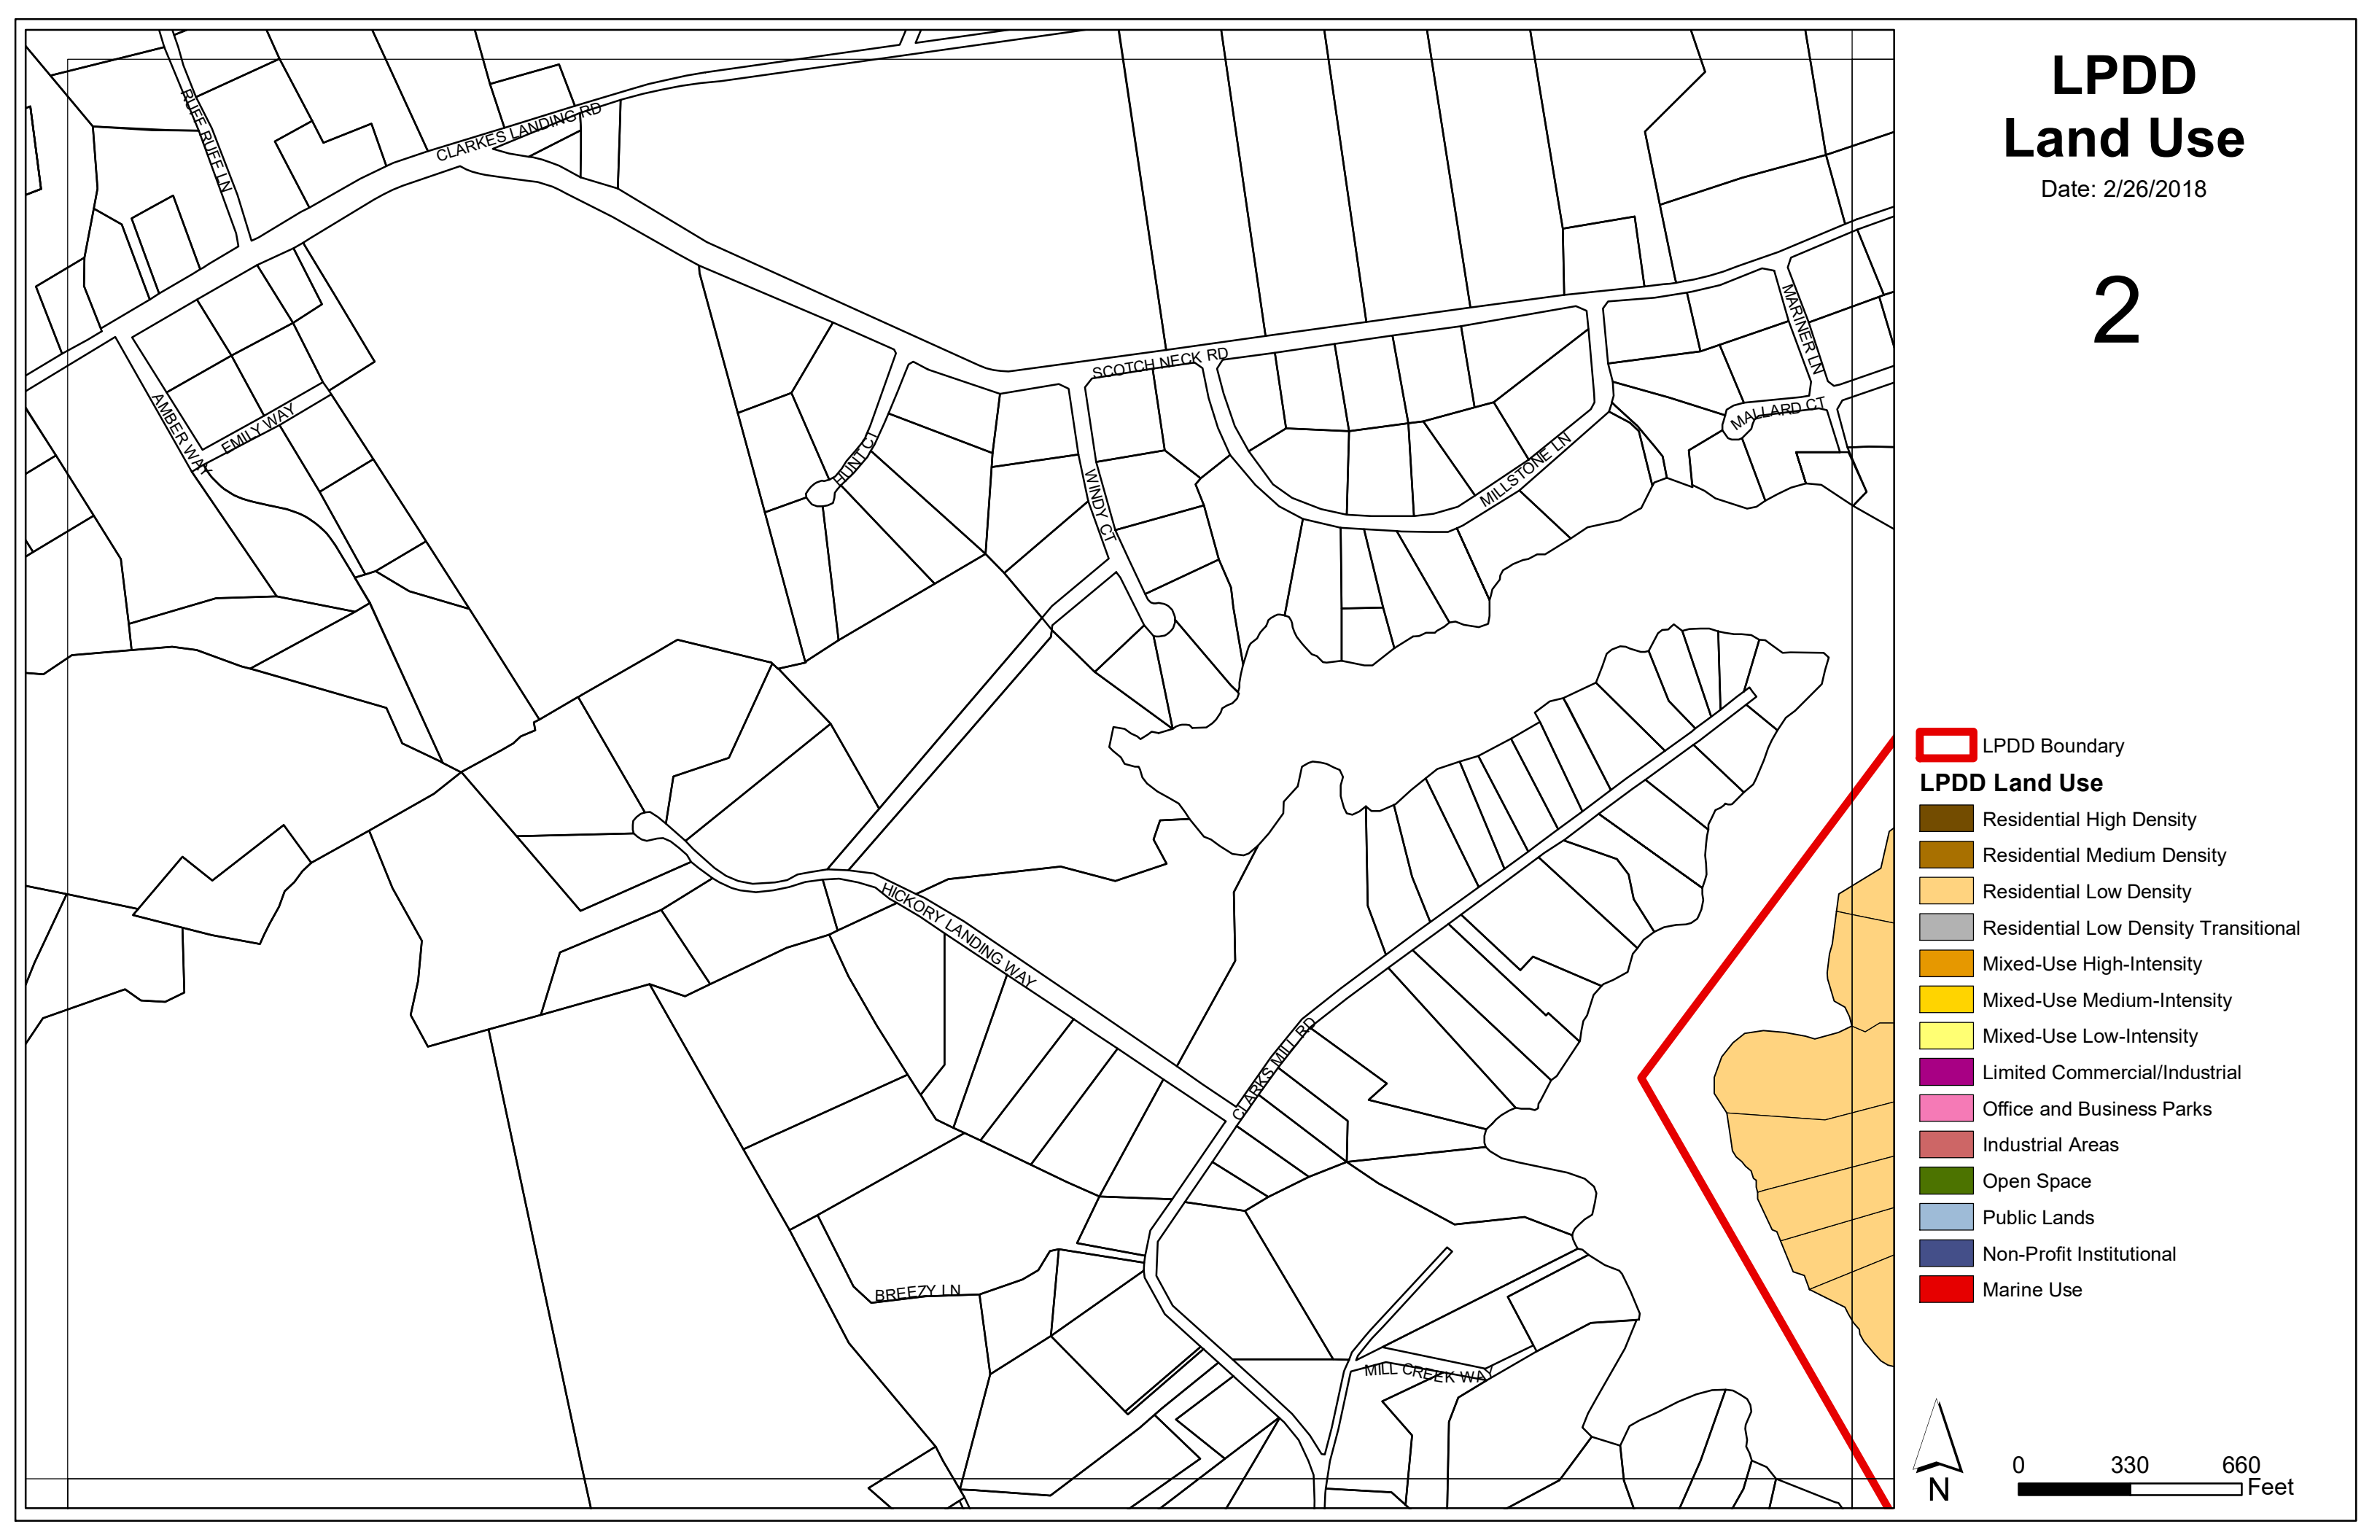 LPDD
Land Use
Date: 2/26/2018
2
RUFF RUFF LN
CLARKES LANDING RD
AMBER WAY
EMILY WAY
HUNT CT
SCOTCH NECK RD
WINDY CT
MILLSTONE LN
MARINER LN
MALLARD CT
HICKORY LANDING WAY
CLARKS MILL RD
BREEZY LN
MILL CREEK WAY
LPDD Boundary
LPDD Land Use
Residential High Density
Residential Medium Density
Residential Low Density
Residential Low Density Transitional
Mixed-Use High-Intensity
Mixed-Use Medium-Intensity
Mixed-Use Low-Intensity
Limited Commercial/Industrial
Office and Business Parks
Industrial Areas
Open Space
Public Lands
Non-Profit Institutional
Marine Use
N
0 330 660
Feet